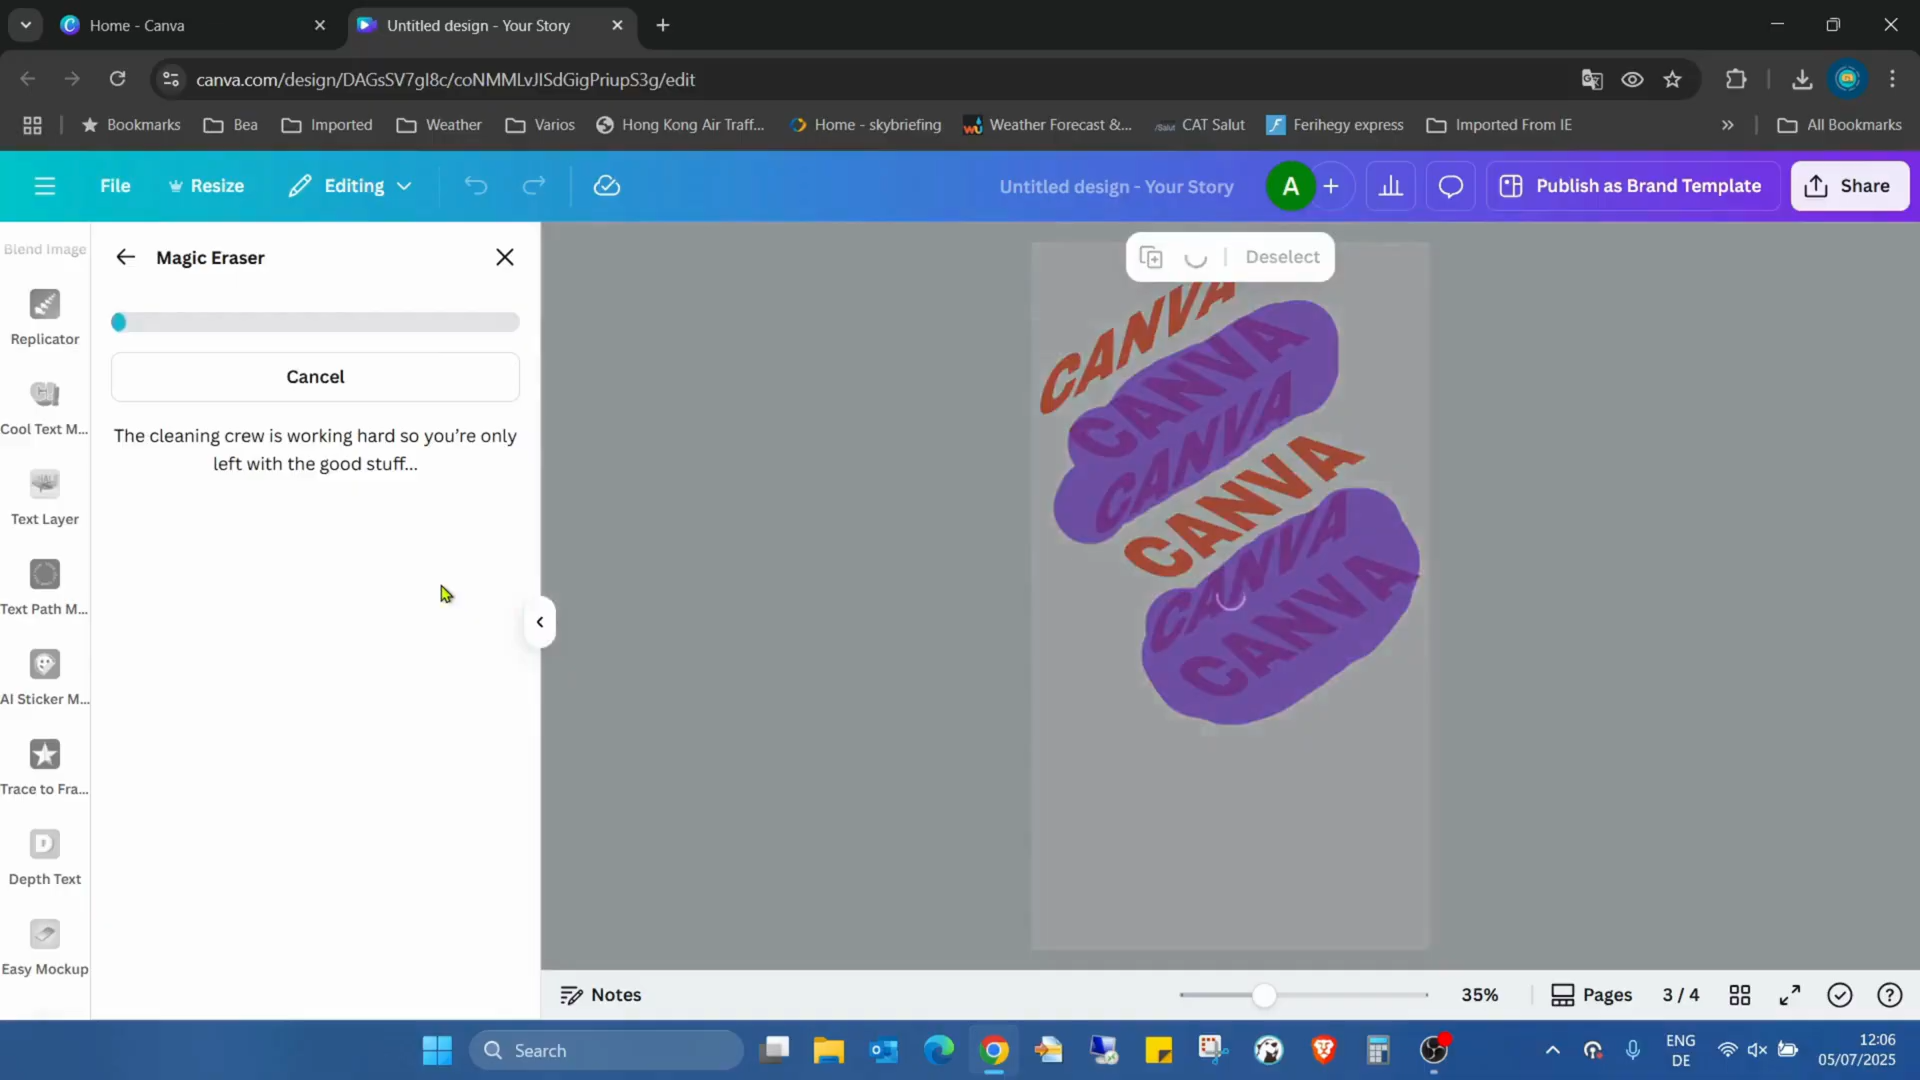 Home - Canva
Untitled design - Your Story
canva.com/design/DAGsSV7gI8c/coNMMLvJISdGigPriupS3g/edit
Bookmarks
Bea
Imported
Weather
Varios
Hong Kong Air Traff...
Home - skybriefing
Weather Forecast &...
CAT Salut
Ferihegy express
Imported From IE
All Bookmarks
File
Resize
Editing
Untitled design - Your Story
A
Publish as Brand Template
Share
Blend Image
Replicator
Cool Text M...
Text Layer
Text Path M...
AI Sticker M...
Trace to Fra...
Depth Text
Easy Mockup
Magic Eraser
Cancel
The cleaning crew is working hard so you’re only
left with the good stuff...
Deselect
CANVA
CANVA
CANVA
CANVA
CANVA
CANVA
Notes
35%
Pages
3 / 4
Search
ENG
DE
12:06
05/07/2025